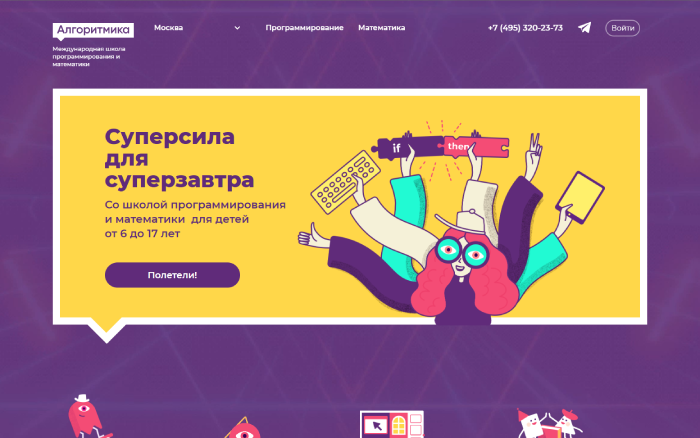 Алгоритмика
Международная школа
программирования и
математики
Москва
Программирование
Математика
+7 (495) 320-23-73
Войти
Суперсила
для
суперзавтра
Со школой программирования
и математики для детей
от 6 до 17 лет
Полетели!
if
then